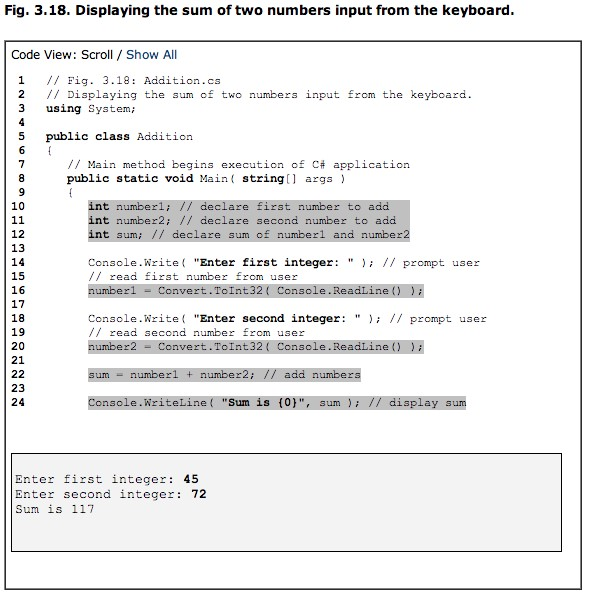 Fig. 3.18. Displaying the sum of two numbers input from the keyboard.
Code View: Scroll / Show All
1 // Fig. 3.18: Addition.cs
2 // Displaying the sum of two numbers input from the keyboard.
3 using System;
4
5 public class Addition
6 {
7 // Main method begins execution of C# application
8 public static void Main( string[] args )
9 {
10 int number1; // declare first number to add
11 int number2; // declare second number to add
12 int sum; // declare sum of number1 and number2
13
14 Console.Write( "Enter first integer: " ); // prompt user
15 // read first number from user
16 number1 = Convert.ToInt32( Console.ReadLine() );
17
18 Console.Write( "Enter second integer: " ); // prompt user
19 // read second number from user
20 number2 = Convert.ToInt32( Console.ReadLine() );
21
22 sum = number1 + number2; // add numbers
23
24 Console.WriteLine( "Sum is {0}", sum ); // display sum
Enter first integer: 45
Enter second integer: 72
Sum is 117